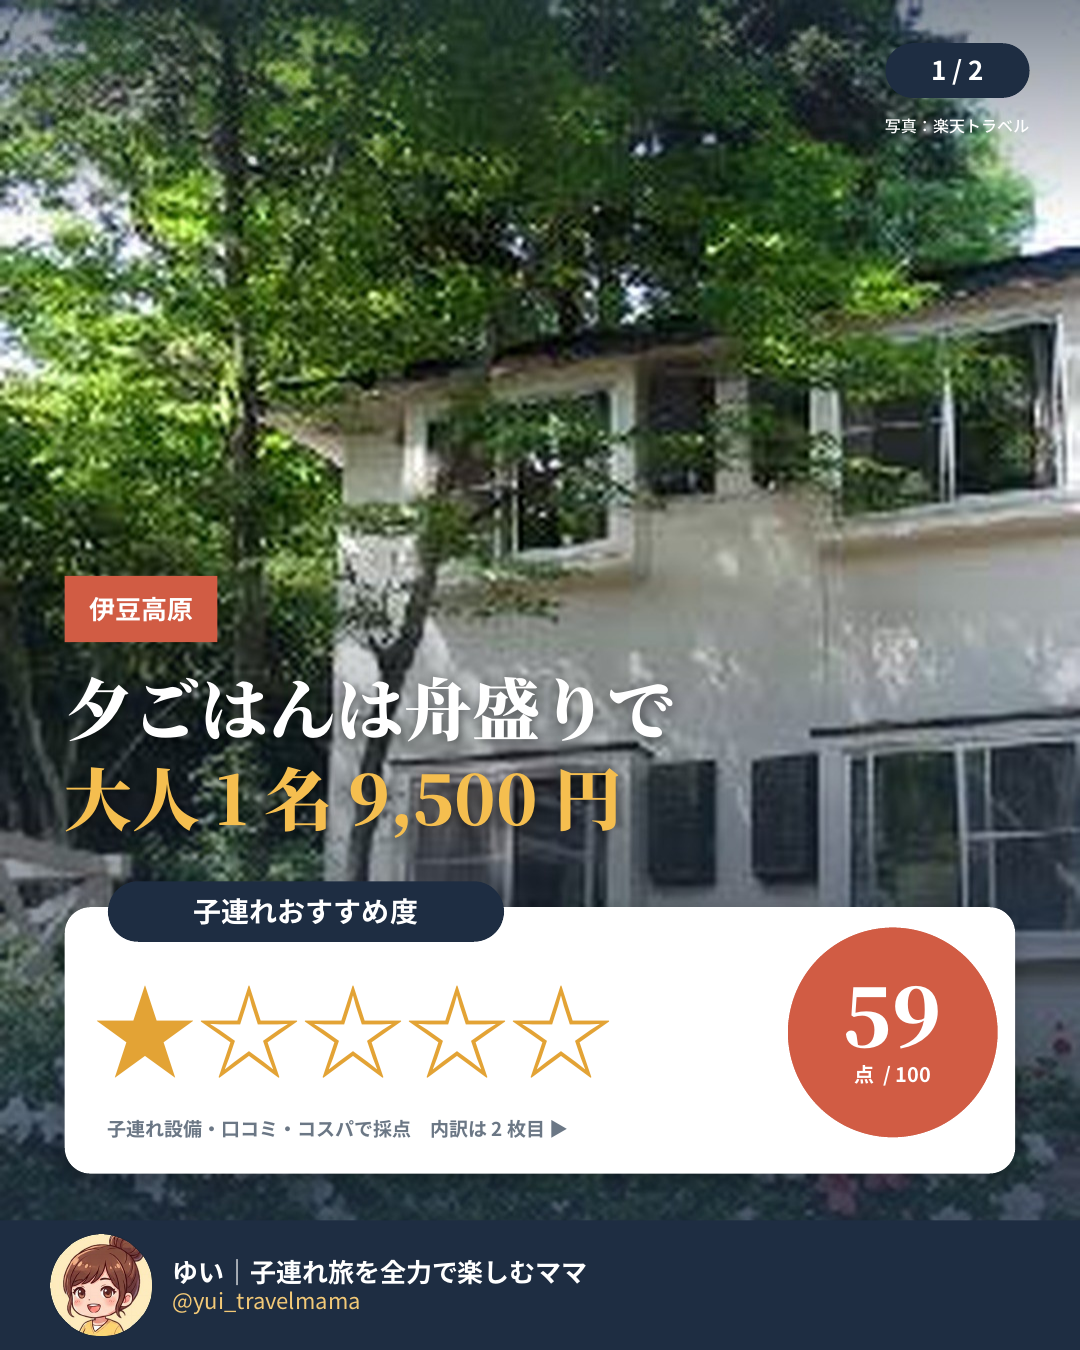 1 / 2
写真：楽天トラベル
伊豆高原
夕ごはんは舟盛りで
大人1名 9,500 円
子連れおすすめ度
59
点 / 100
子連れ設備・口コミ・コスパで採点　内訳は 2 枚目 ▶
ゆい｜子連れ旅を全力で楽しむママ
@yui_travelmama